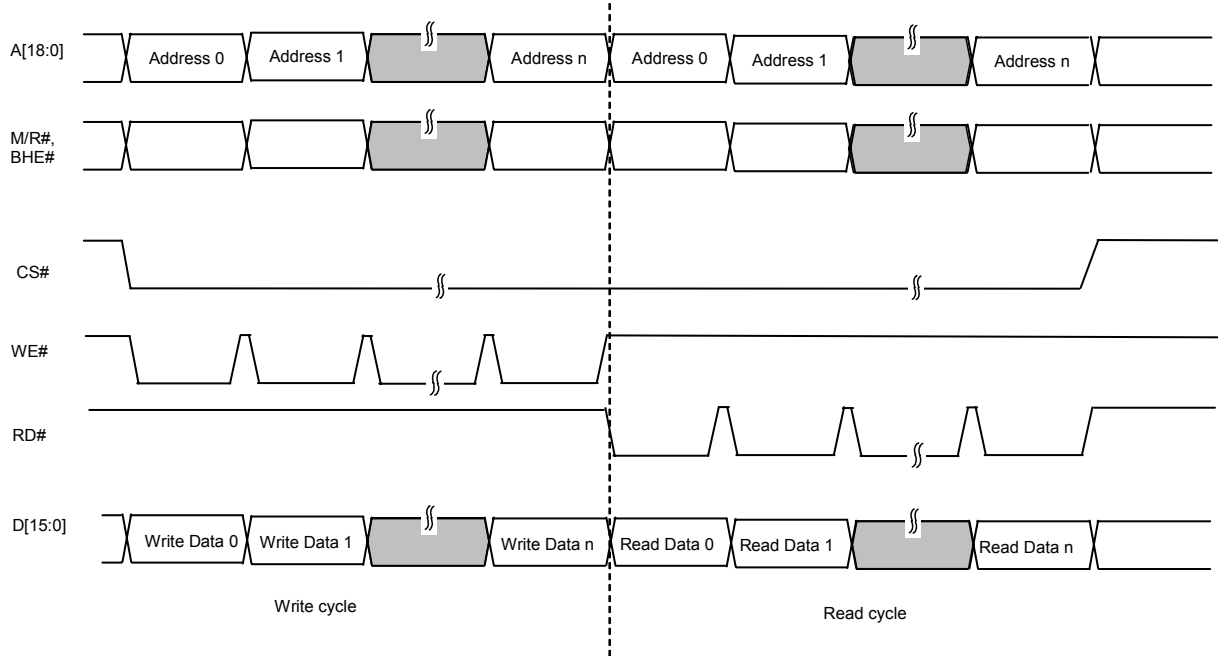 A[18:0]
Address 0 Address 1 Address n Address 0 Address 1 Address n
M/R#,
BHE#
CS#
WE#
RD#
D[15:0]
Write Data 0 Write Data 1 Write Data n Read Data 0 Read Data 1 Read Data n
Write cycle
Read cycle